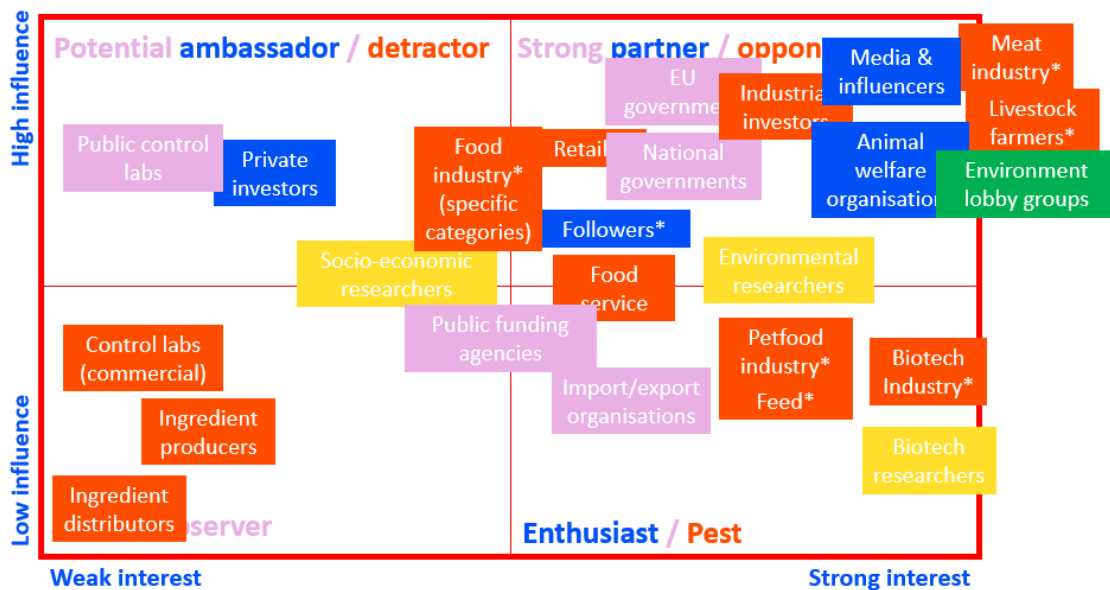 High influence
Potential ambassador / detractor
Strong partner / oppon
EU
governme
Industria
investors
Media &
influencers
Meat
industry*
Livestock
farmers*
Public control
labs
Private
investors
Food
industry*
(specific
categories)
Retail
National
governments
Animal
welfare
organisation
Environment
lobby groups
Followers*
Socio-economic
researchers
Food
service
Environmental
researchers
Low influence
Control labs
(commercial)
Public funding
agencies
Petfood
industry*
Feed*
Biotech
Industry*
Ingredient
producers
Import/export
organisations
Biotech
researchers
Ingredient
distributors
server
Enthusiast / Pest
Weak interest
Strong interest